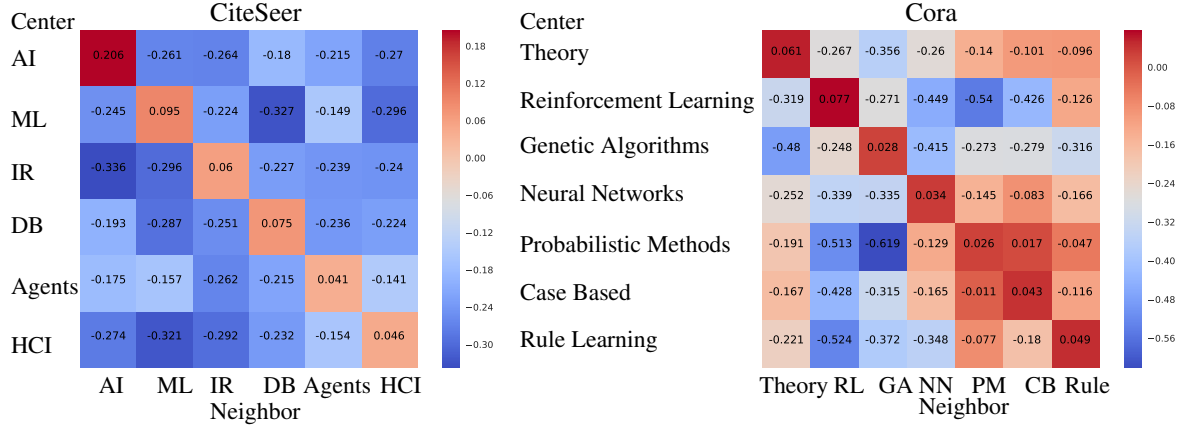 CiteSeer
Center
AI 0.206 -0.261 -0.264 -0.18 -0.215 -0.27
ML -0.245 0.095 -0.224 -0.327 -0.149 -0.296
IR -0.336 -0.296 0.06 -0.227 -0.239 -0.24
DB -0.193 -0.287 -0.251 0.075 -0.236 -0.224
Agents -0.175 -0.157 -0.262 -0.215 0.041 -0.141
HCI -0.274 -0.321 -0.292 -0.232 -0.154 0.046
AI ML IR DB Agents HCI
Neighbor
0.18
0.12
0.06
0.00
-0.06
-0.12
-0.18
-0.24
-0.30
Cora
Center
Theory 0.061 -0.267 -0.356 -0.26 -0.14 -0.101 -0.096
Reinforcement Learning -0.319 0.077 -0.271 -0.449 -0.54 -0.426 -0.126
Genetic Algorithms -0.48 -0.248 0.028 -0.415 -0.273 -0.279 -0.316
Neural Networks -0.252 -0.339 -0.335 0.034 -0.145 -0.083 -0.166
Probabilistic Methods -0.191 -0.513 -0.619 -0.129 0.026 0.017 -0.047
Case Based -0.167 -0.428 -0.315 -0.165 -0.011 0.043 -0.116
Rule Learning -0.221 -0.524 -0.372 -0.348 -0.077 -0.18 0.049
Theory RL GA NN PM CB Rule
Neighbor
0.00
-0.08
-0.16
-0.24
-0.32
-0.40
-0.48
-0.56